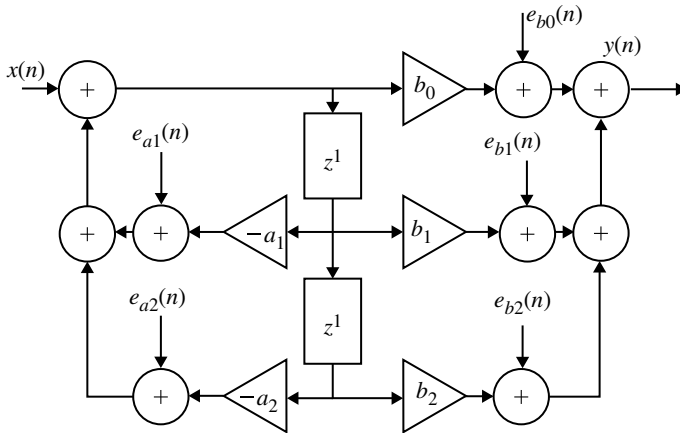 e_{b0}(n)
x(n)
y(n)
+
b_0
+
+
e_{a1}(n)
z^1
e_{b1}(n)
+
+
-a_1
b_1
+
+
e_{a2}(n)
z^1
e_{b2}(n)
+
-a_2
b_2
+